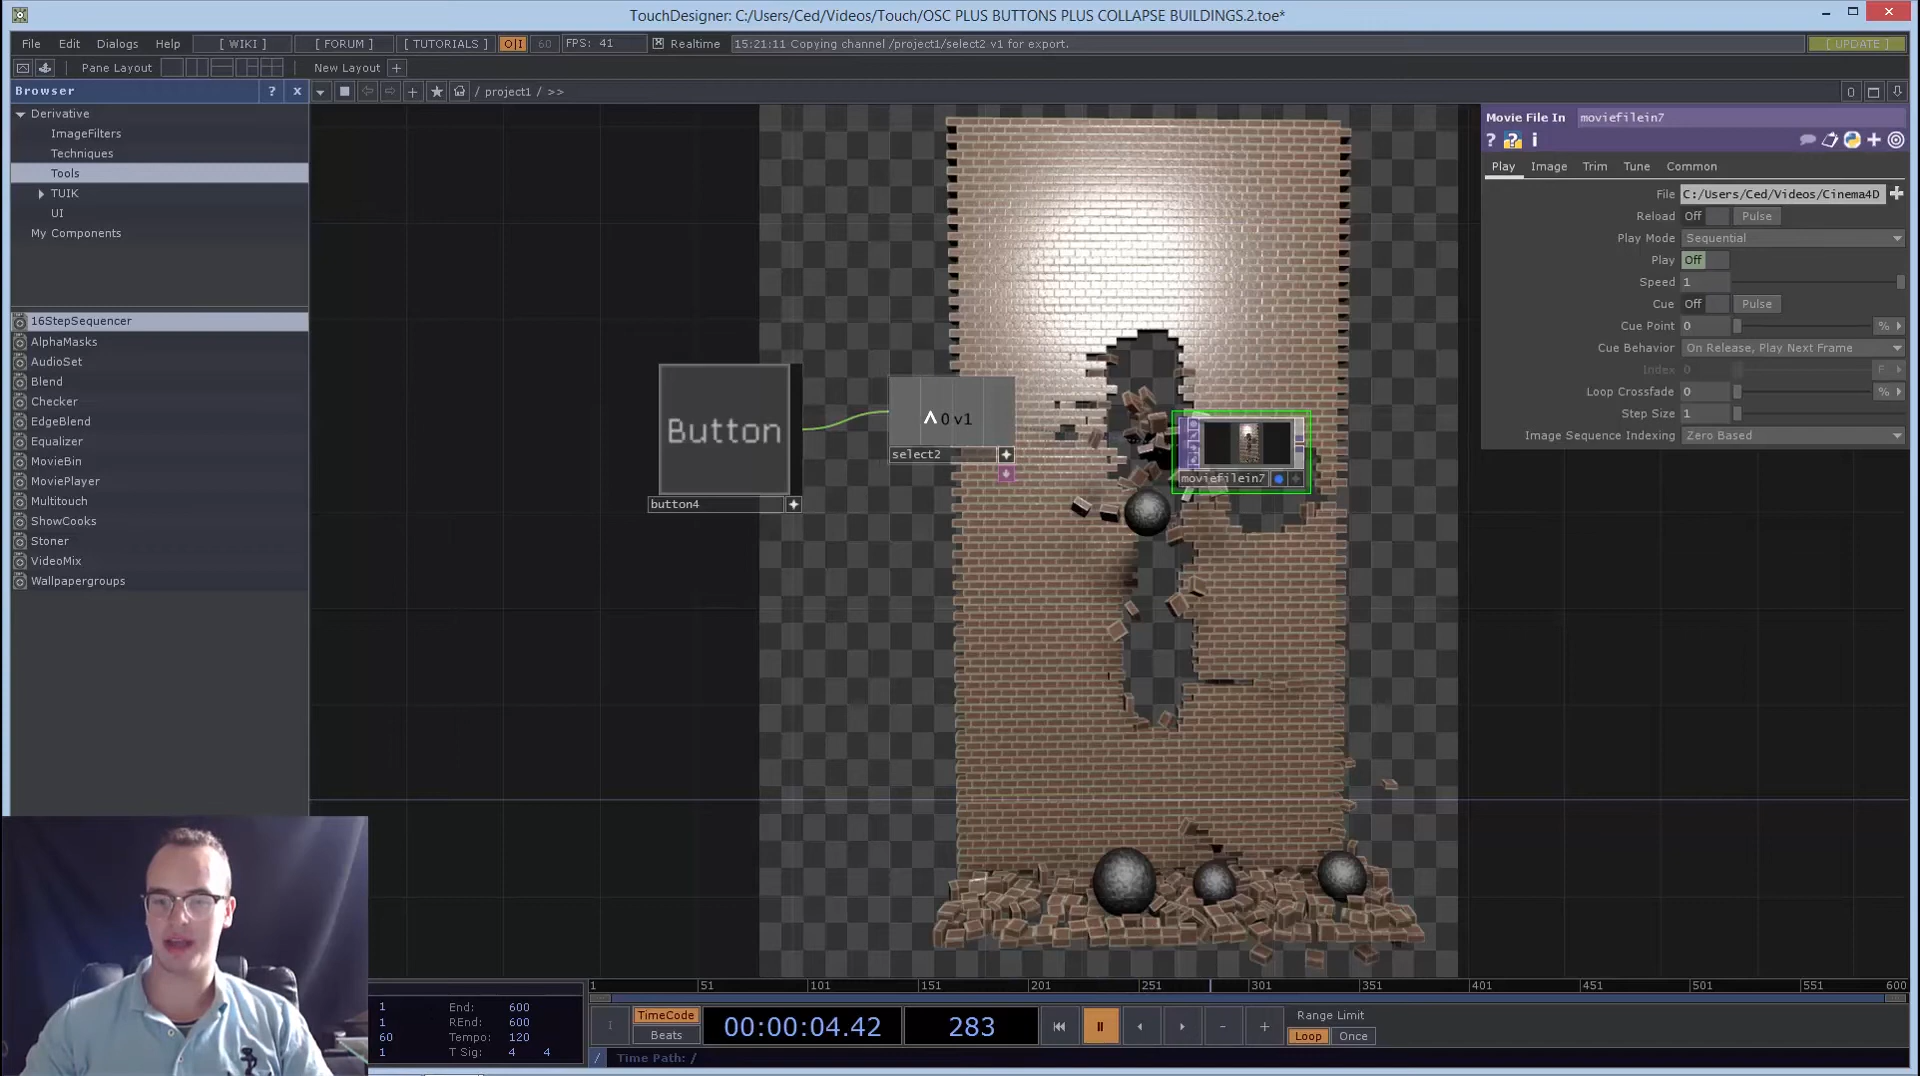 TouchDesigner: C:/Users/Ced/Videos/Touch/OSC PLUS BUTTONS PLUS COLLAPSE BUILDINGS.2.toe*
File Edit Dialogs Help [ WIKI ] [ FORUM ] [ TUTORIALS ] O|I 60 FPS: 41 Realtime 15:21:11 Copying channel /project1/select2 v1 for export. [ UPDATE ]
Pane Layout New Layout +
Browser ? x / project1 / >> 0
Derivative
ImageFilters
Techniques
Tools
TUIK
UI
My Components
16StepSequencer
AlphaMasks
AudioSet
Blend
Checker
EdgeBlend
Equalizer
MovieBin
MoviePlayer
Multitouch
ShowCooks
Stoner
VideoMix
Wallpapergroups
Button
button4
0 v1
select2
moviefilein7
Movie File In moviefilein7
? ? i
Play Image Trim Tune Common
File C:/Users/Ced/Videos/Cinema4D
Reload Off Pulse
Play Mode Sequential
Play Off
Speed 1
Cue Off Pulse
Cue Point 0 %
Cue Behavior On Release, Play Next Frame
Index 0 F
Loop Crossfade 0 %
Step Size 1
Image Sequence Indexing Zero Based
1 51 101 151 201 251 301 351 401 451 501 551 600
1 End: 600
1 REnd: 600
60 Tempo: 120
1 T Sig: 4 4
TimeCode
Beats
00:00:04.42
283
- +
Range Limit
Loop Once
/ Time Path: /